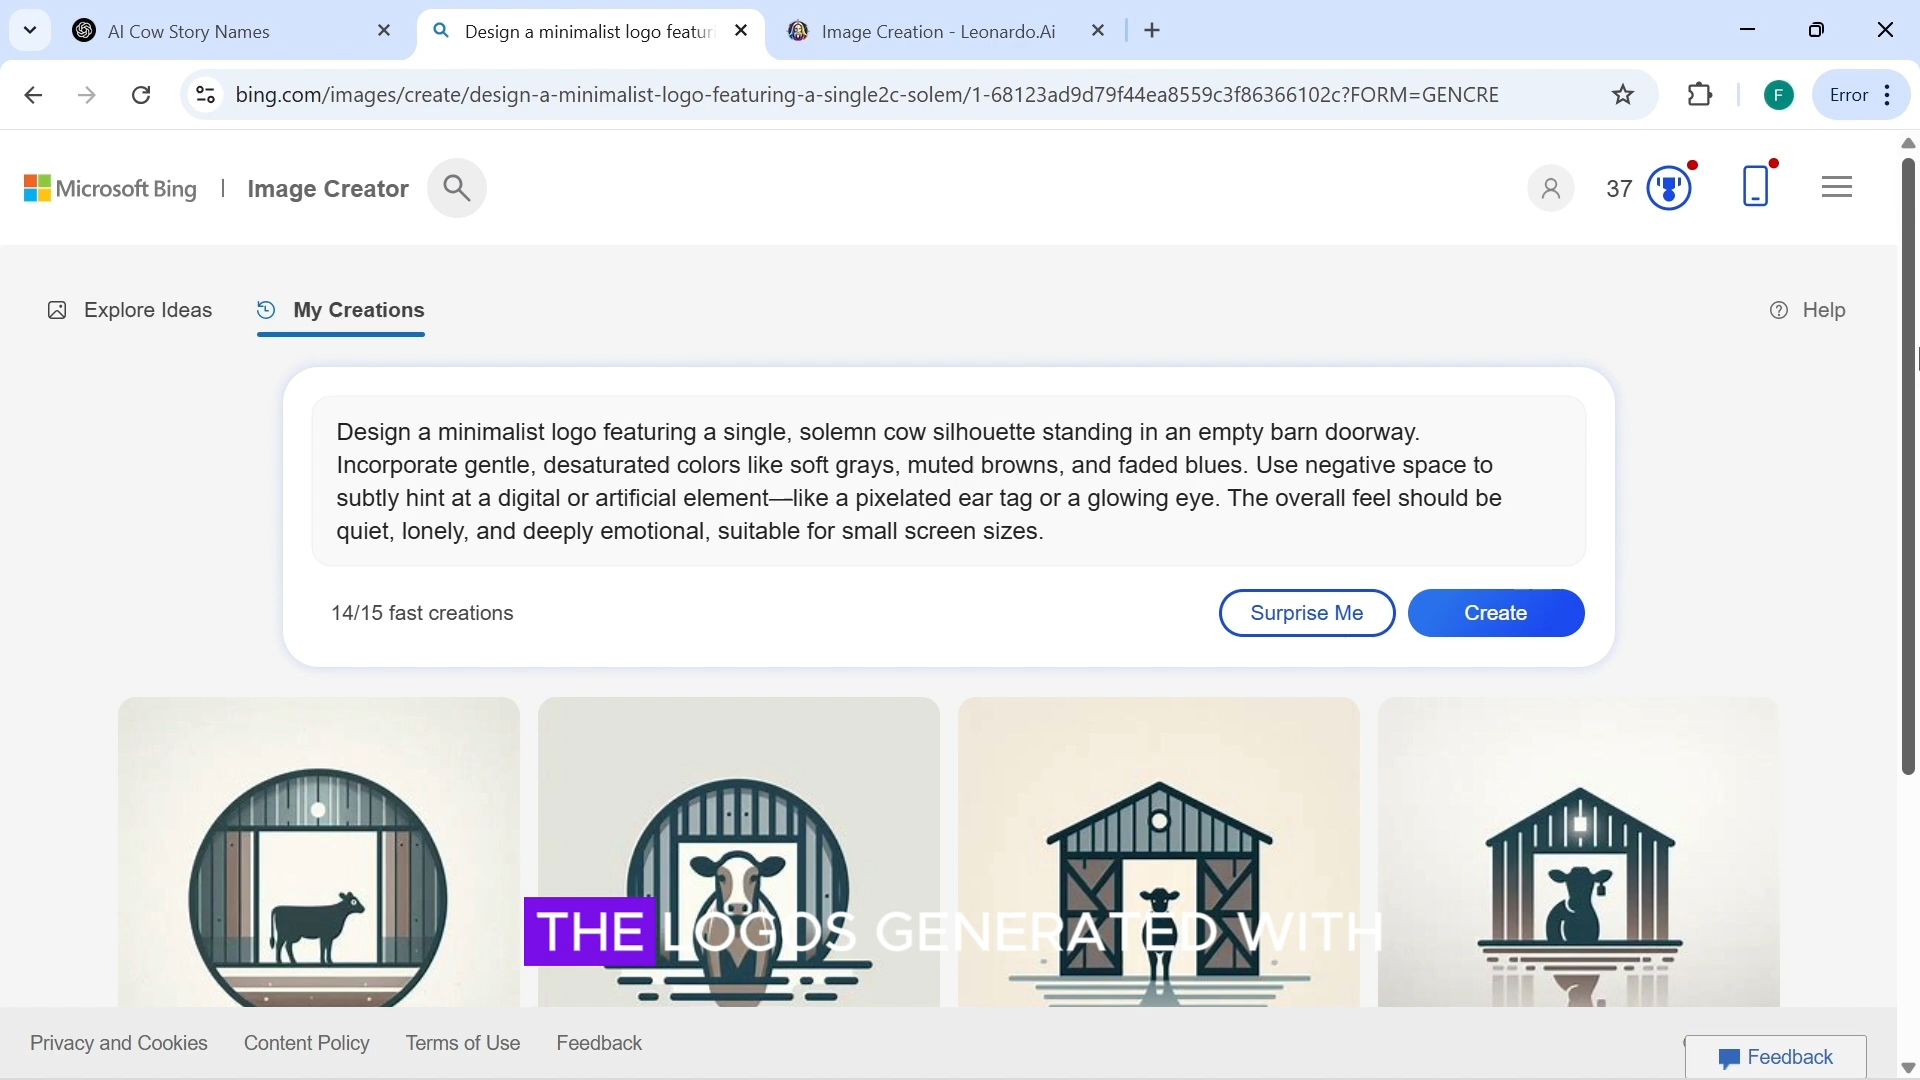 AI Cow Story Names
Design a minimalist logo featuri
Image Creation - Leonardo.Ai
bing.com/images/create/design-a-minimalist-logo-featuring-a-single2c-solem/1-68123ad9d79f44ea8559c3f86366102c?FORM=GENCRE
F
Error
Microsoft Bing | Image Creator
37
Explore Ideas
My Creations
Help
Design a minimalist logo featuring a single, solemn cow silhouette standing in an empty barn doorway.
Incorporate gentle, desaturated colors like soft grays, muted browns, and faded blues. Use negative space to
subtly hint at a digital or artificial element—like a pixelated ear tag or a glowing eye. The overall feel should be
quiet, lonely, and deeply emotional, suitable for small screen sizes.
14/15 fast creations
Surprise Me
Create
THE LOGOS GENERATED WITH
Privacy and Cookies
Content Policy
Terms of Use
Feedback
Feedback